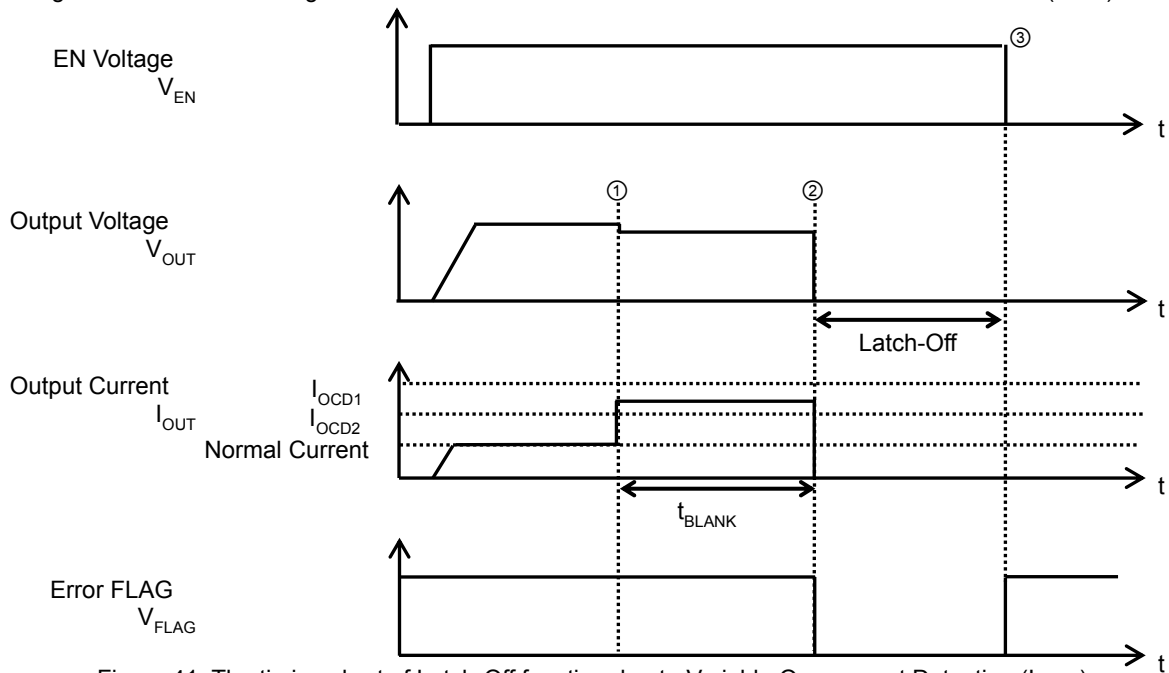 EN Voltage
V_EN
③
t
Output Voltage
V_OUT
①
②
t
Latch-Off
Output Current
I_OUT
I_OCD1
I_OCD2
Normal Current
t
t_BLANK
Error FLAG
V_FLAG
t